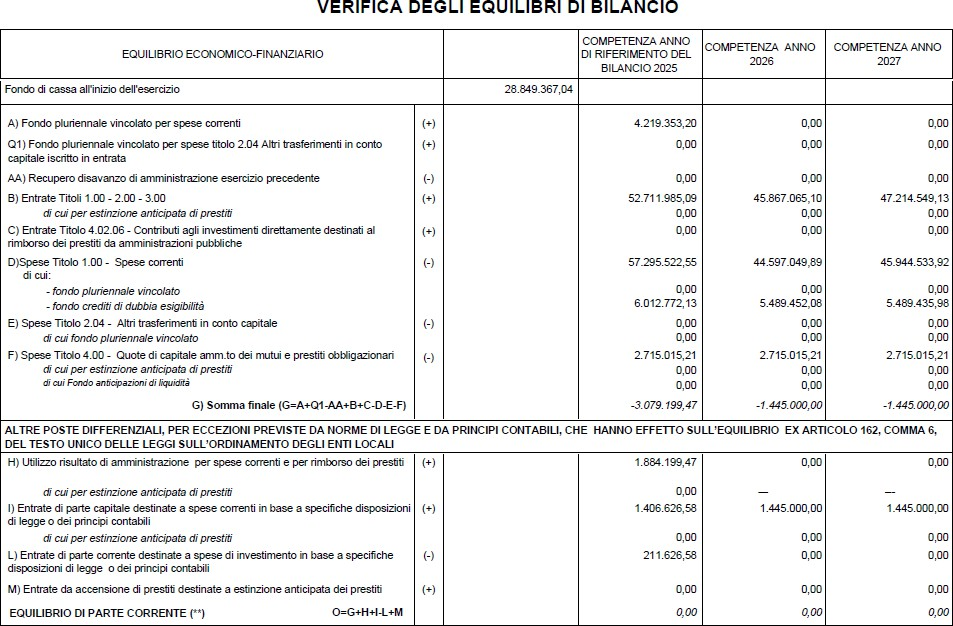 VERIFICA DEGLI EQUILIBRI DI BILANCIO
EQUILIBRIO ECONOMICO-FINANZIARIO
COMPETENZA ANNO DI RIFERIMENTO DEL BILANCIO 2025
COMPETENZA ANNO 2026
COMPETENZA ANNO 2027
Fondo di cassa all'inizio dell'esercizio 28.849.367,04
A) Fondo pluriennale vincolato per spese correnti (+) 4.219.353,20 0,00 0,00
Q1) Fondo pluriennale vincolato per spese titolo 2.04 Altri trasferimenti in conto (+) 0,00 0,00 0,00
capitale iscritto in entrata
AA) Recupero disavanzo di amministrazione esercizio precedente (-) 0,00 0,00 0,00
B) Entrate Titoli 1.00 - 2.00 - 3.00 (+) 52.711.985,09 45.867.065,10 47.214.549,13
di cui per estinzione anticipata di prestiti 0,00 0,00 0,00
C) Entrate Titolo 4.02.06 - Contributi agli investimenti direttamente destinati al (+) 0,00 0,00 0,00
rimborso dei prestiti da amministrazioni pubbliche
D)Spese Titolo 1.00 - Spese correnti (-) 57.295.522,55 44.597.049,89 45.944.533,92
di cui:
- fondo pluriennale vincolato 0,00 0,00 0,00
- fondo crediti di dubbia esigibilità 6.012.772,13 5.489.452,08 5.489.435,98
E) Spese Titolo 2.04 - Altri trasferimenti in conto capitale (-) 0,00 0,00 0,00
di cui fondo pluriennale vincolato 0,00 0,00 0,00
F) Spese Titolo 4.00 - Quote di capitale amm.to dei mutui e prestiti obbligazionari (-) 2.715.015,21 2.715.015,21 2.715.015,21
di cui per estinzione anticipata di prestiti 0,00 0,00 0,00
di cui Fondo anticipazioni di liquidità 0,00 0,00 0,00
G) Somma finale (G=A+Q1-AA+B+C-D-E-F) -3.079.199,47 -1.445.000,00 -1.445.000,00
ALTRE POSTE DIFFERENZIALI, PER ECCEZIONI PREVISTE DA NORME DI LEGGE E DA PRINCIPI CONTABILI, CHE HANNO EFFETTO SULL'EQUILIBRIO EX ARTICOLO 162, COMMA 6,
DEL TESTO UNICO DELLE LEGGI SULL'ORDINAMENTO DEGLI ENTI LOCALI
H) Utilizzo risultato di amministrazione per spese correnti e per rimborso dei prestiti (+) 1.884.199,47 0,00 0,00
di cui per estinzione anticipata di prestiti 0,00 --- ---
I) Entrate di parte capitale destinate a spese correnti in base a specifiche disposizioni (+) 1.406.626,58 1.445.000,00 1.445.000,00
di legge o dei principi contabili
di cui per estinzione anticipata di prestiti 0,00 0,00 0,00
L) Entrate di parte corrente destinate a spese di investimento in base a specifiche (-) 211.626,58 0,00 0,00
disposizioni di legge o dei principi contabili
M) Entrate da accensione di prestiti destinate a estinzione anticipata dei prestiti (+) 0,00 0,00 0,00
EQUILIBRIO DI PARTE CORRENTE (**) O=G+H+I-L+M 0,00 0,00 0,00